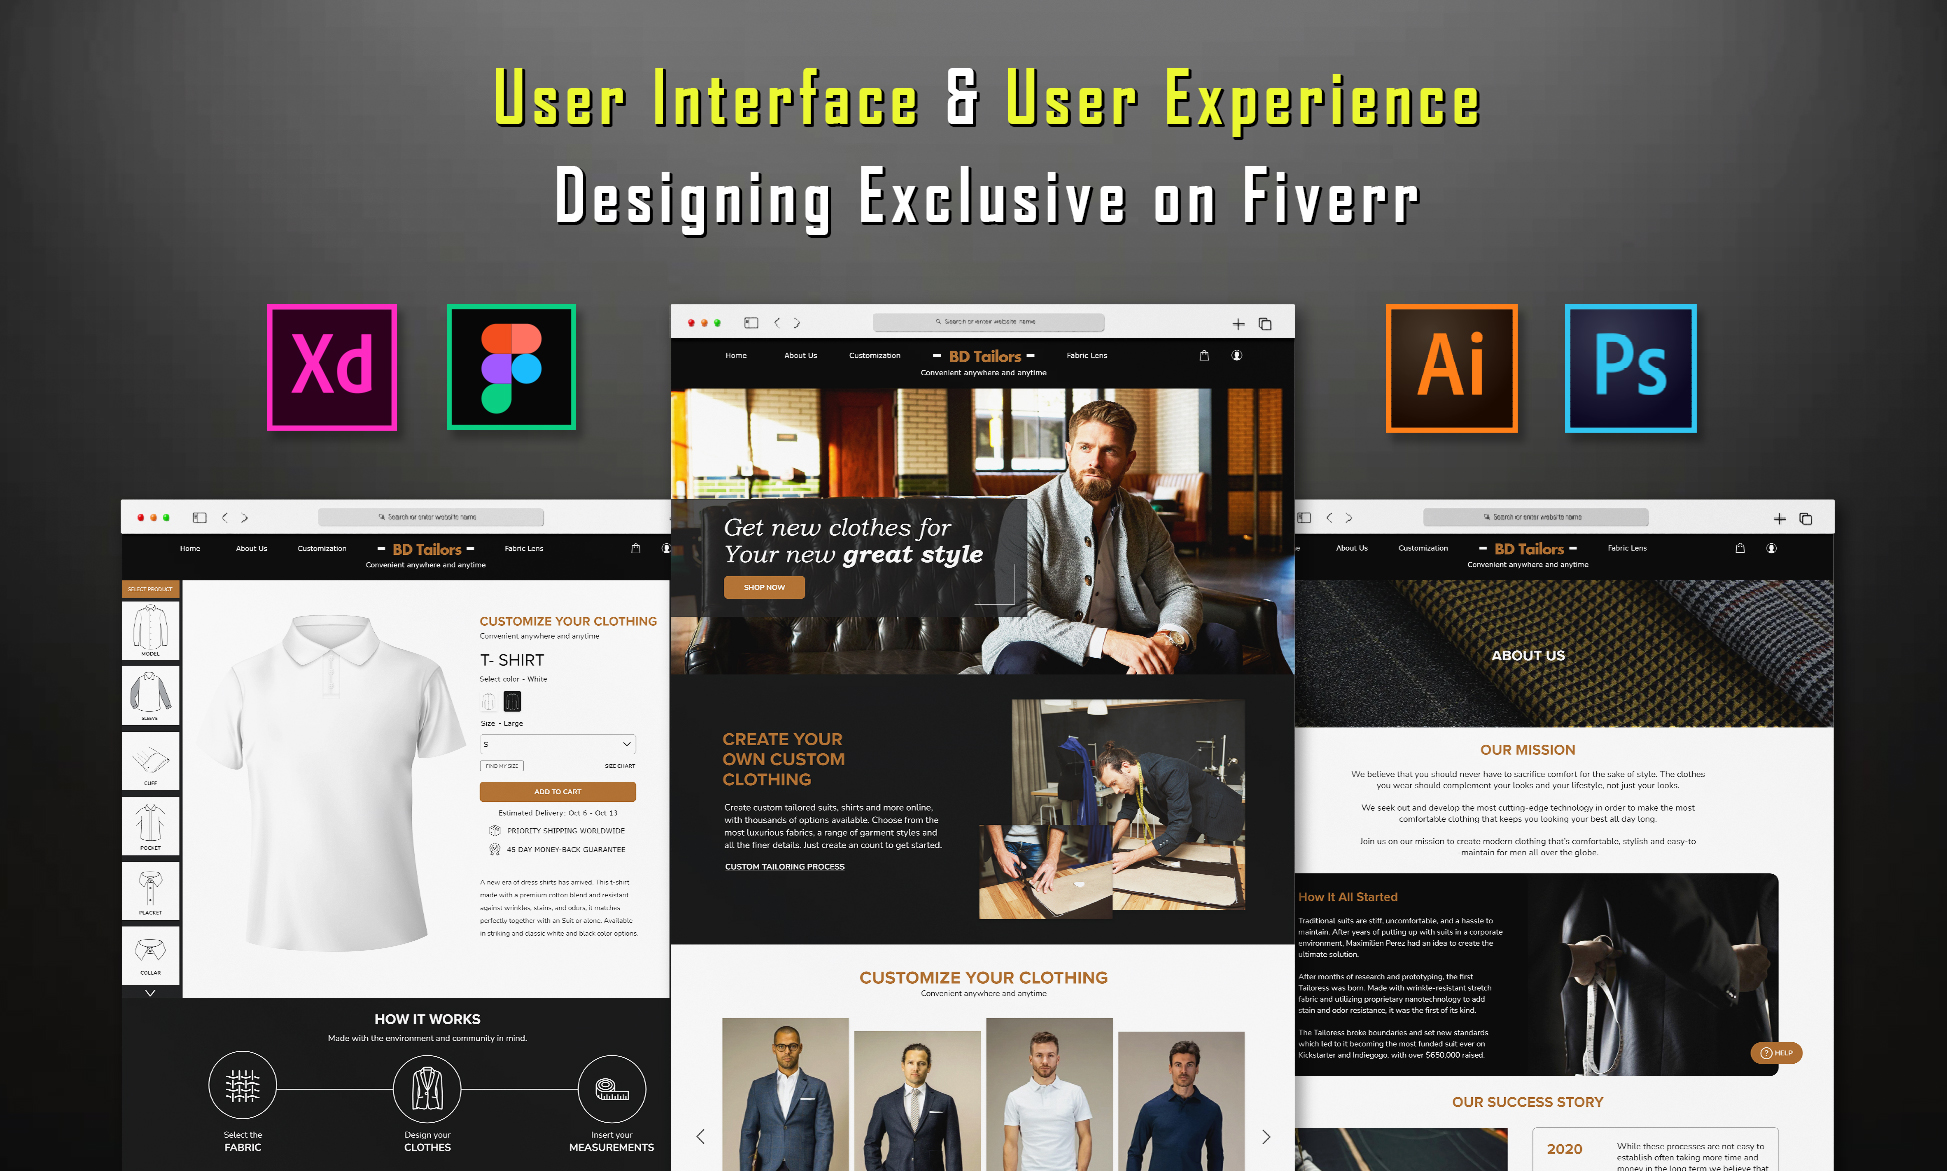 User Interface & User Experience
Designing Exclusive on Fiverr
Xd
Ai
Ps
Search or enter website name
Home
About Us
Customization
BD Tailors
Fabric Lens
Convenient anywhere and anytime
SELECT PRODUCT
MODEL
SLEEVE
CUFF
POCKET
PLACKET
COLLAR
CUSTOMIZE YOUR CLOTHING
Convenient anywhere and anytime
T- SHIRT
Select color - White
Size - Large
S
FIND MY SIZE
SIZE CHART
ADD TO CART
Estimated Delivery: Oct 6 - Oct 13
PRIORITY SHIPPING WORLDWIDE
45 DAY MONEY-BACK GUARANTEE
A new era of dress shirts has arrived. This t-shirt
made with a premium cotton blend and resistant
against wrinkles, stains, and odors, it matches
perfectly together with an Suit or alone. Available
in striking and classic white and black color options.
HOW IT WORKS
Made with the environment and community in mind.
Select the
FABRIC
Design your
CLOTHES
Insert your
MEASUREMENTS
Search or enter website name
Home
About Us
Customization
BD Tailors
Fabric Lens
Convenient anywhere and anytime
Get new clothes for
Your new great style
SHOP NOW
CREATE YOUR
OWN CUSTOM
CLOTHING
Create custom tailored suits, shirts and more online,
with thousands of options available. Choose from the
most luxurious fabrics, a range of garment styles and
all the finer details. Just create an count to get started.
CUSTOM TAILORING PROCESS
CUSTOMIZE YOUR CLOTHING
Convenient anywhere and anytime
Search or enter website name
e
About Us
Customization
BD Tailors
Fabric Lens
Convenient anywhere and anytime
ABOUT US
OUR MISSION
We believe that you should never have to sacrifice comfort for the sake of style. The clothes
you wear should complement your looks and your lifestyle, not just your looks.
We seek out and develop the most cutting-edge technology in order to make the most
comfortable clothing that keeps you looking your best all day long.
Join us on our mission to create modern clothing that's comfortable, stylish and easy-to
maintain for men all over the globe.
How It All Started
Traditional suits are stiff, uncomfortable, and a hassle to
maintain. After years of putting up with suits in a corporate
environment, Maximilien Perez had an idea to create the
ultimate solution.
After months of research and prototyping, the first
Tailoress was born. Made with wrinkle-resistant stretch
fabric and utilizing proprietary nanotechnology to add
stain and odor resistance, it was the first of its kind.
The Tailoress broke boundaries and set new standards
which led to it becoming the most funded suit ever on
Kickstarter and Indiegogo, with over $650,000 raised.
? HELP
OUR SUCCESS STORY
2020
While these processes are not easy to
establish often taking more time and
money in the long term we believe that